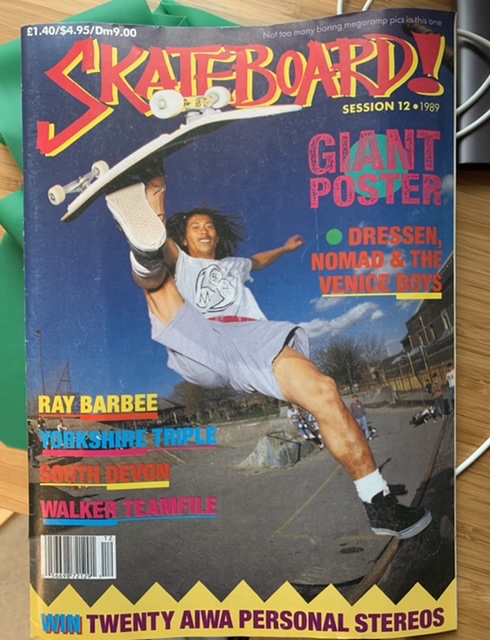 £1.40/$4.95/Dm9.00
Not too many boring megaramp pics in this one
SKATEBOARD!
SESSION 12 • 1989
GIANT
POSTER
• DRESSEN,
NOMAD & THE
VENICE BOYS
RAY BARBEE
YORKSHIRE TRIPLE
SOUTH DEVON
WALKER TEAMFILE
12
WIN TWENTY AIWA PERSONAL STEREOS